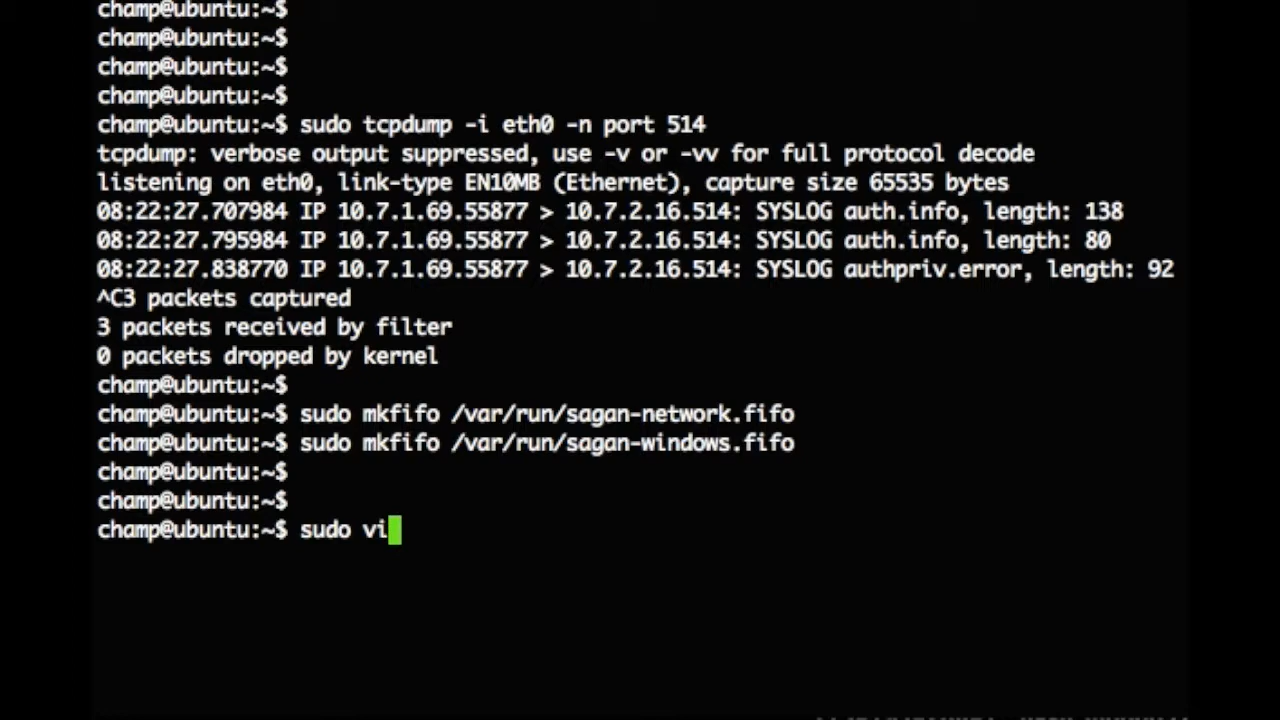 champ@ubuntu:~$
champ@ubuntu:~$
champ@ubuntu:~$
champ@ubuntu:~$
champ@ubuntu:~$ sudo tcpdump -i eth0 -n port 514
tcpdump: verbose output suppressed, use -v or -vv for full protocol decode
listening on eth0, link-type EN10MB (Ethernet), capture size 65535 bytes
08:22:27.707984 IP 10.7.1.69.55877 > 10.7.2.16.514: SYSLOG auth.info, length: 138
08:22:27.795984 IP 10.7.1.69.55877 > 10.7.2.16.514: SYSLOG auth.info, length: 80
08:22:27.838770 IP 10.7.1.69.55877 > 10.7.2.16.514: SYSLOG authpriv.error, length: 92
^C3 packets captured
3 packets received by filter
0 packets dropped by kernel
champ@ubuntu:~$
champ@ubuntu:~$ sudo mkfifo /var/run/sagan-network.fifo
champ@ubuntu:~$ sudo mkfifo /var/run/sagan-windows.fifo
champ@ubuntu:~$
champ@ubuntu:~$
champ@ubuntu:~$ sudo vi